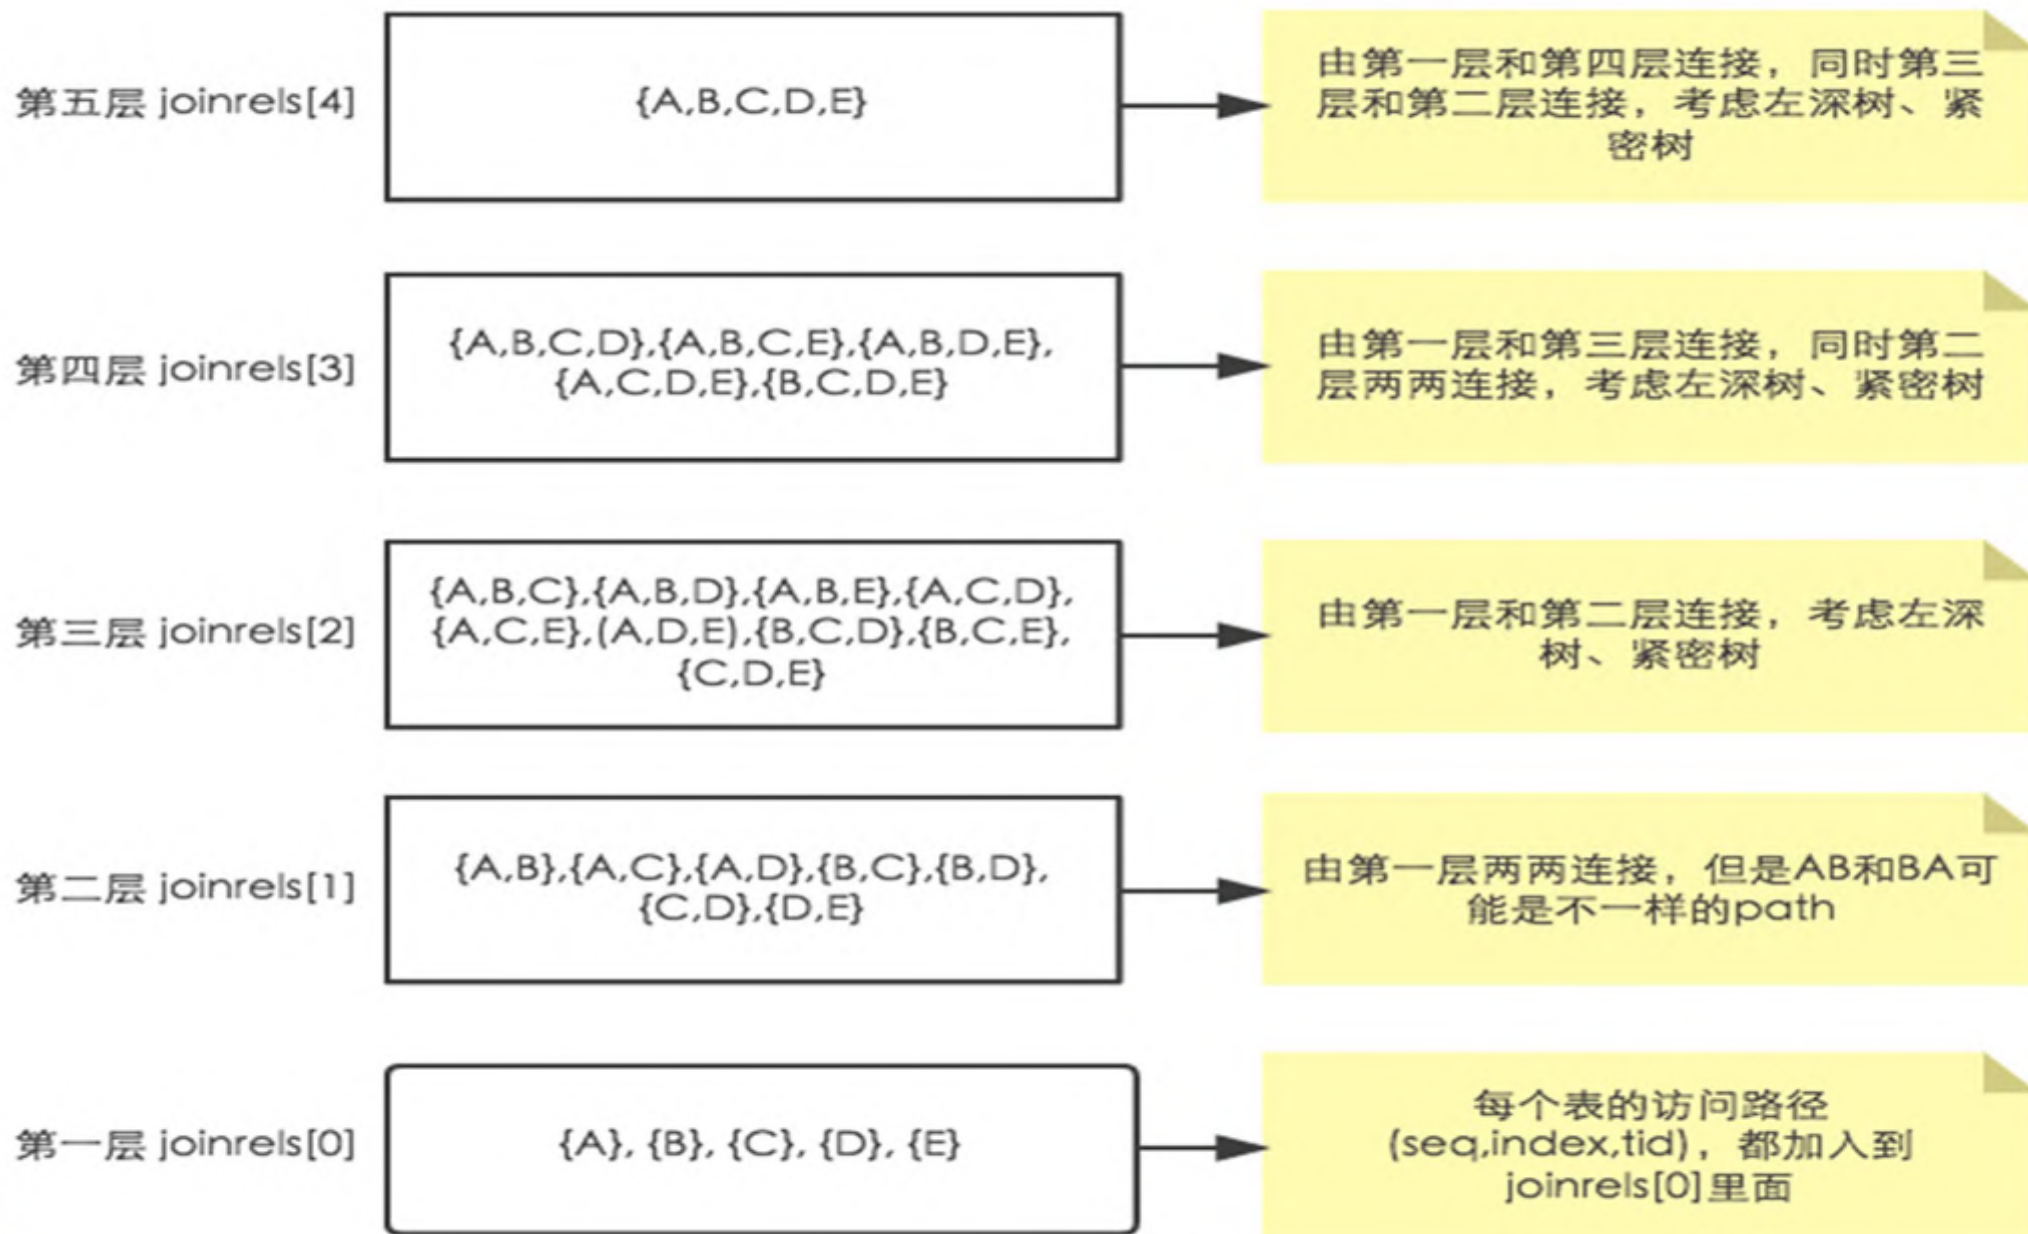 第五层 joinrels[4]
{A,B,C,D,E}
由第一层和第四层连接，同时第三
层和第二层连接，考虑左深树、紧
密树
第四层 joinrels[3]
{A,B,C,D},{A,B,C,E},{A,B,D,E},
{A,C,D,E},{B,C,D,E}
由第一层和第三层连接，同时第二
层两两连接，考虑左深树、紧密树
第三层 joinrels[2]
{A,B,C},{A,B,D},{A,B,E},{A,C,D},
{A,C,E},(A,D,E),{B,C,D},{B,C,E},
{C,D,E}
由第一层和第二层连接，考虑左深
树、紧密树
第二层 joinrels[1]
{A,B},{A,C},{A,D},{B,C},{B,D},
{C,D},{D,E}
由第一层两两连接，但是AB和BA可
能是不一样的path
第一层 joinrels[0]
{A}, {B}, {C}, {D}, {E}
每个表的访问路径
(seq,index,tid)，都加入到
joinrels[0]里面